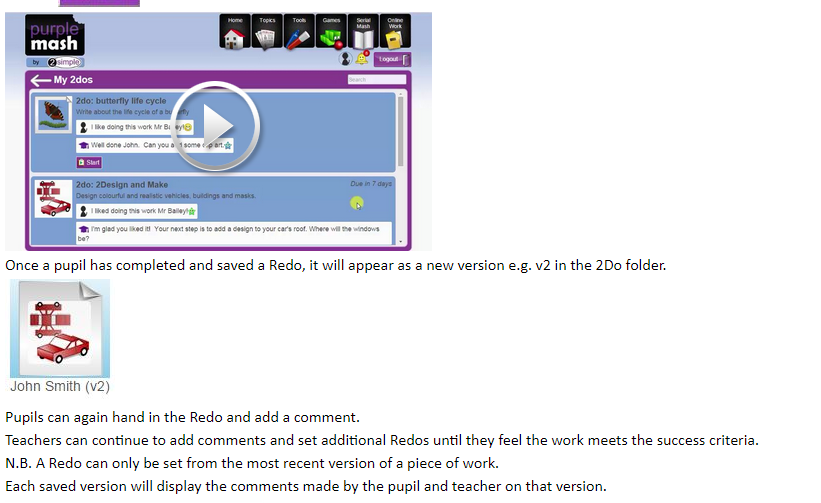 purple
mash
by 2simple
Home Topics Tools Games Serial Mash Online Work
Logout
My 2dos
Search
2do: butterfly life cycle
Write about the life cycle of a
I like doing this work Mr
Well done John. Can you some art
Start
2do: 2Design and Make
Due in 7 days
Design colourful and realistic vehicles, buildings and masks.
I liked doing this work Mr Bailey!
I'm glad you liked it! Your next step is to add a design to your car's roof. Where will the windows
be?
Once a pupil has completed and saved a Redo, it will appear as a new version e.g. v2 in the 2Do folder.
John Smith (v2)
Pupils can again hand in the Redo and add a comment.
Teachers can continue to add comments and set additional Redos until they feel the work meets the success criteria.
N.B. A Redo can only be set from the most recent version of a piece of work.
Each saved version will display the comments made by the pupil and teacher on that version.